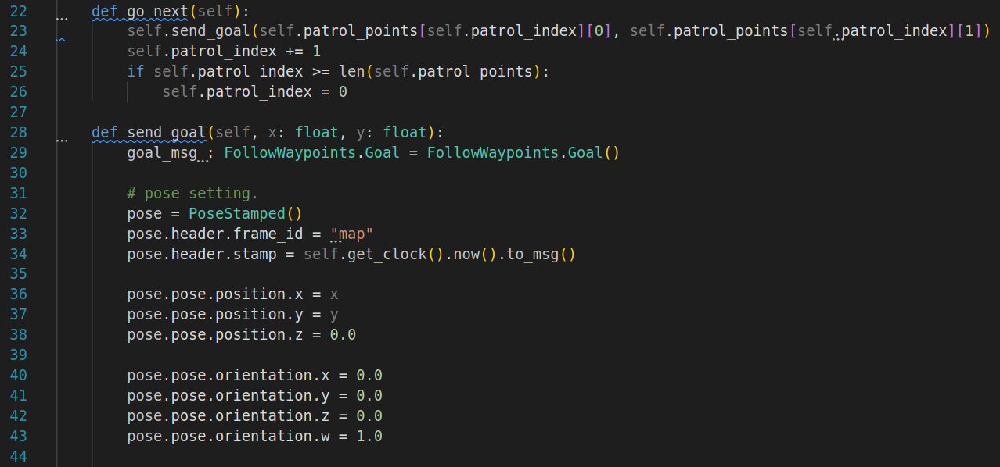 22 def go_next(self):
23 self.send_goal(self.patrol_points[self.patrol_index][0], self.patrol_points[self.patrol_index][1])
24 self.patrol_index += 1
25 if self.patrol_index >= len(self.patrol_points):
26 self.patrol_index = 0
27
28 def send_goal(self, x: float, y: float):
29 goal_msg : FollowWaypoints.Goal = FollowWaypoints.Goal()
30
31 # pose setting.
32 pose = PoseStamped()
33 pose.header.frame_id = "map"
34 pose.header.stamp = self.get_clock().now().to_msg()
35
36 pose.pose.position.x = x
37 pose.pose.position.y = y
38 pose.pose.position.z = 0.0
39
40 pose.pose.orientation.x = 0.0
41 pose.pose.orientation.y = 0.0
42 pose.pose.orientation.z = 0.0
43 pose.pose.orientation.w = 1.0
44